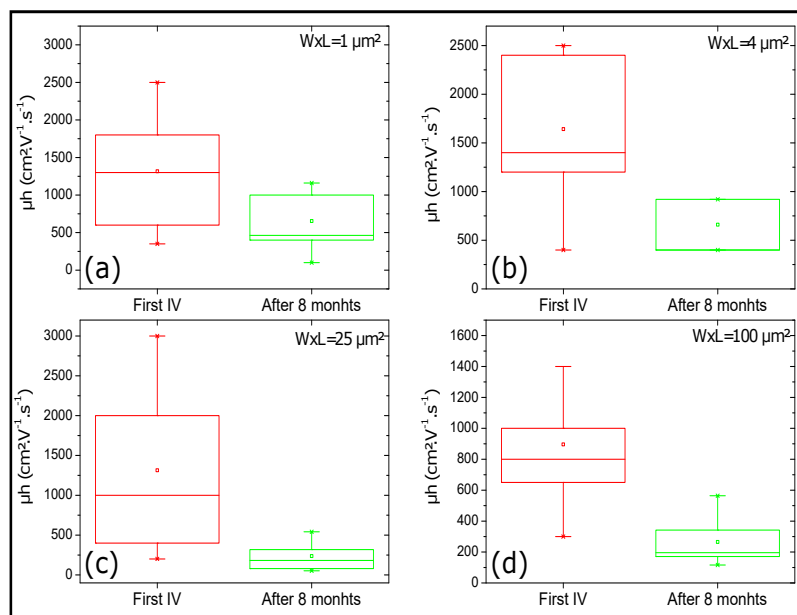 WxL=1 µm²
3000
2500
2000
1500
1000
500
0
µh (cm².V⁻¹.s⁻¹)
(a)
First IV
After 8 monhts
WxL=4 µm²
2500
2000
1500
1000
500
0
µh (cm².V⁻¹.s⁻¹)
(b)
First IV
After 8 monhts
WxL=25 µm²
3000
2500
2000
1500
1000
500
0
µh (cm².V⁻¹.s⁻¹)
(c)
First IV
After 8 monhts
WxL=100 µm²
1600
1400
1200
1000
800
600
400
200
0
µh (cm².V⁻¹.s⁻¹)
(d)
First IV
After 8 monhts